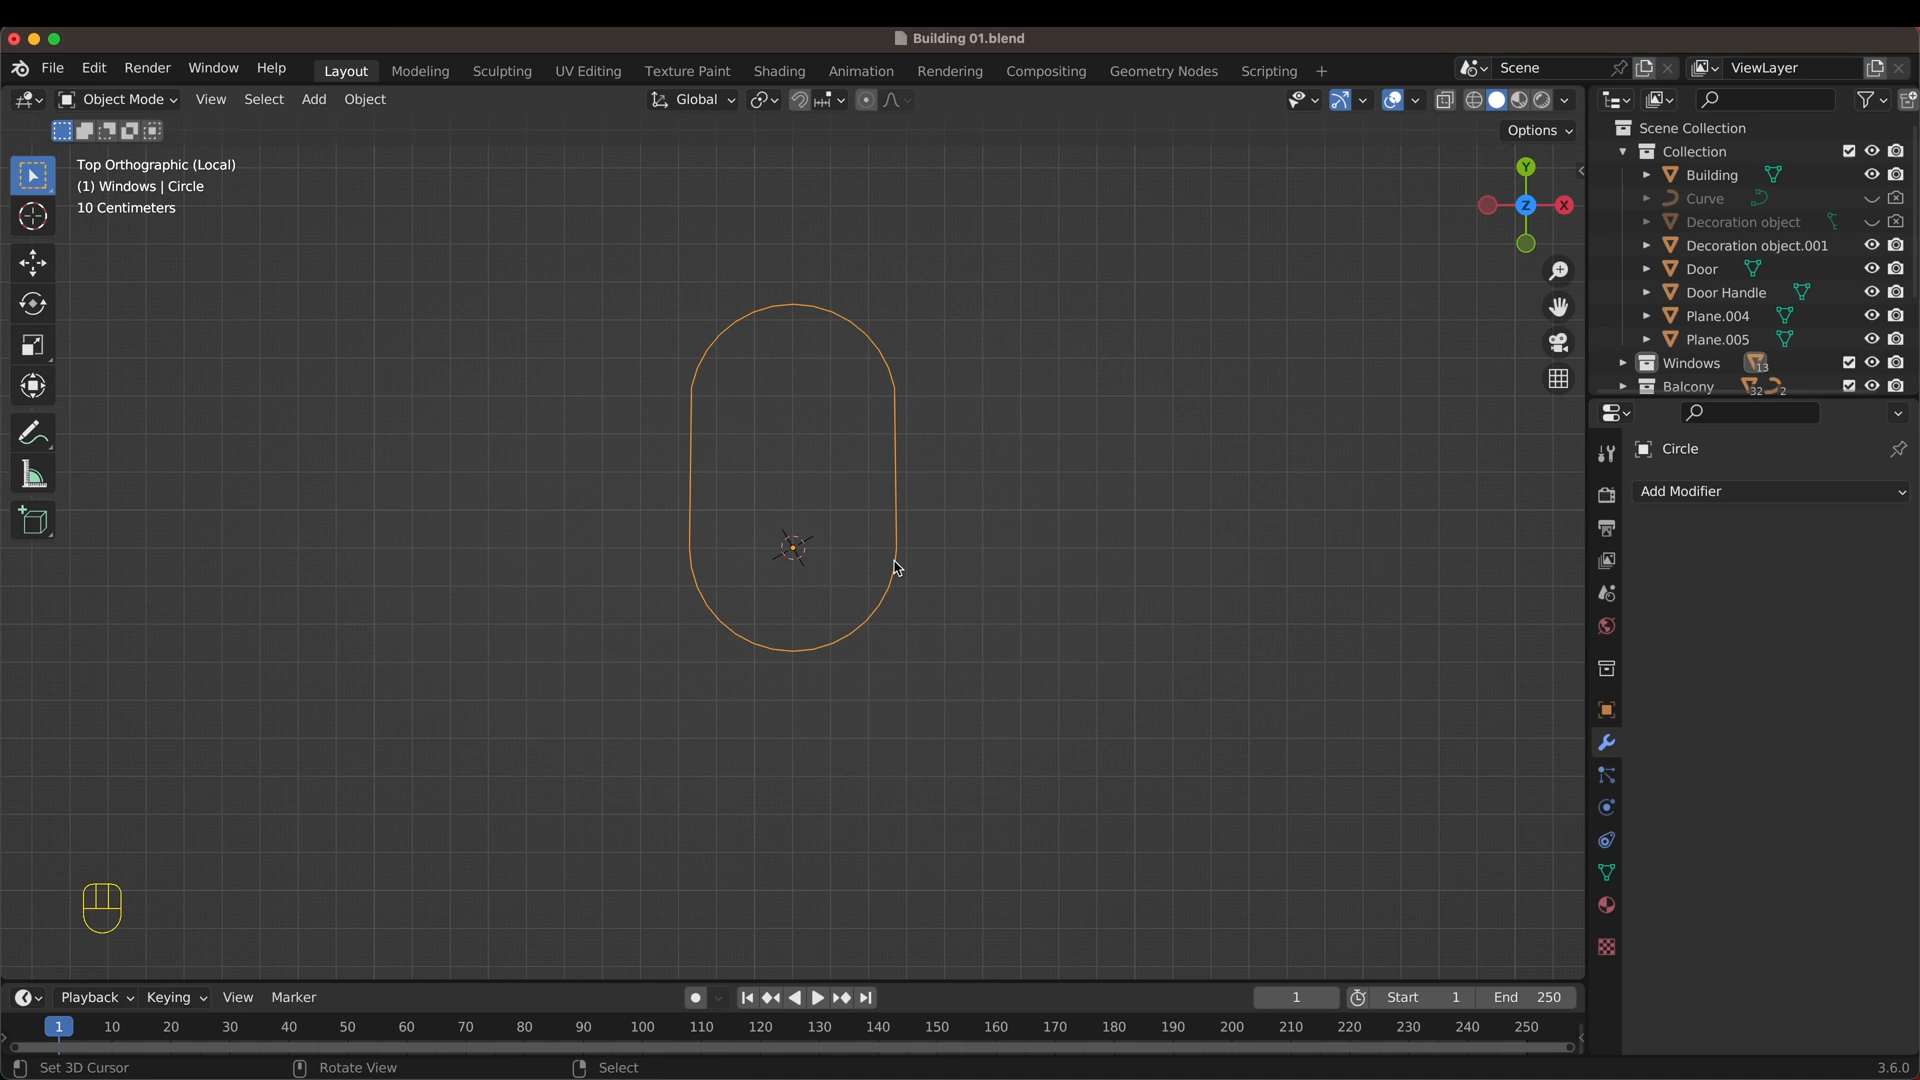 Building 01.blend
File Edit Render Window Help Layout Modeling Sculpting UV Editing Texture Paint Shading Animation Rendering Compositing Geometry Nodes Scripting + Scene ViewLayer
Object Mode View Select Add Object Global
Options
Top Orthographic (Local)
(1) Windows | Circle
10 Centimeters
Y
X
Z
Scene Collection
Collection
Building
Curve
Decoration object
Decoration object.001
Door
Door Handle
Plane.004
Plane.005
Windows 13
Balcony 32 2
Circle
Add Modifier
Playback Keying View Marker 1 Start 1 End 250
1 10 20 30 40 50 60 70 80 90 100 110 120 130 140 150 160 170 180 190 200 210 220 230 240 250
Set 3D Cursor Rotate View Select 3.6.0